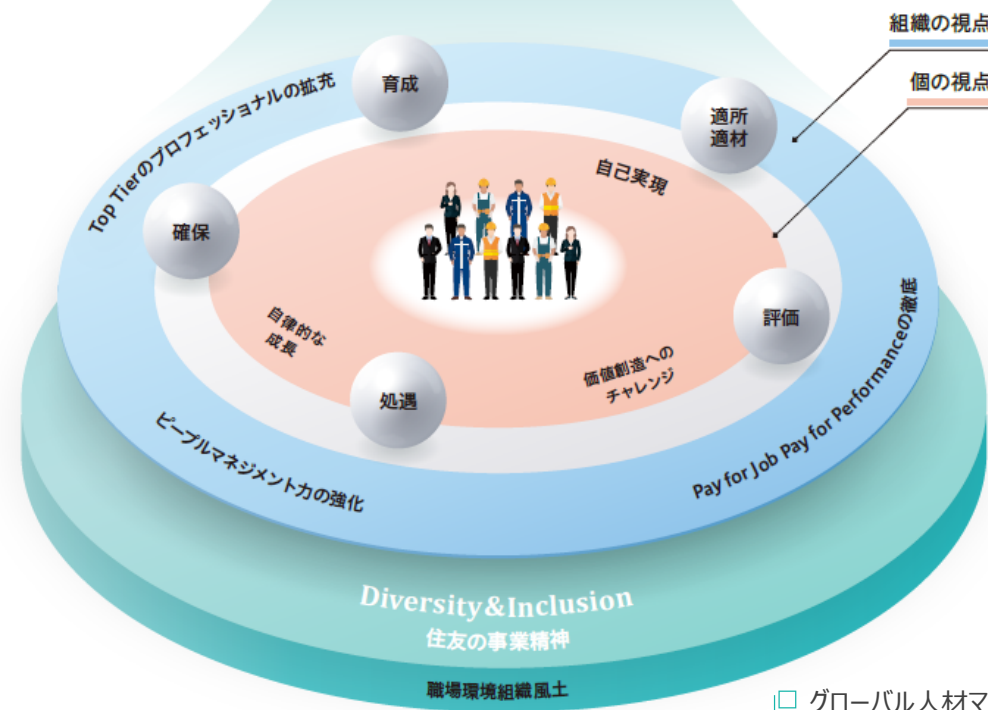 組織の視点
個の視点
育成
適所
適材
Top Tierのプロフェッショナルの拡充
自己実現
確保
評価
自律的な
成長
価値創造への
チャレンジ
処遇
ピープルマネジメント力の強化
Pay for Job Pay for Performanceの徹底
Diversity&Inclusion
住友の事業精神
職場環境組織風土
グローバル人材マ